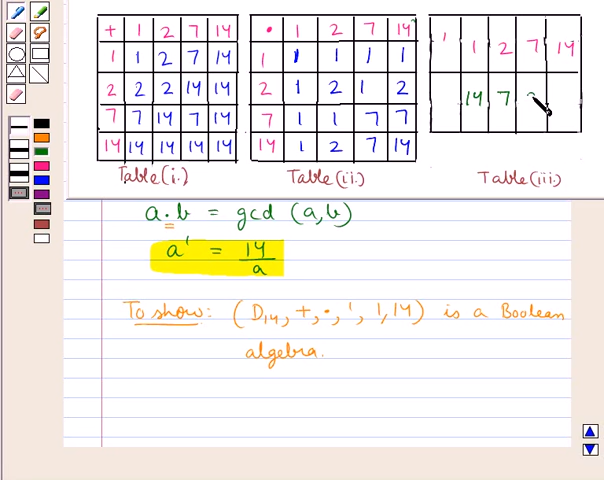 + 1 2 7 14
1 1 2 7 14
2 2 2 14 14
7 7 14 7 14
14 14 14 14 14
Table(i.)
• 1 2 7 14
1 1 1 1 1
2 1 2 1 2
7 1 1 7 7
14 1 2 7 14
Table(ii.)
' 1 2 7 14
14 7
Table(iii)
a.b = gcd (a,b)
a' = 14/a
To show: (D14, +, ·, ', 1, 14) is a Boolean
algebra.